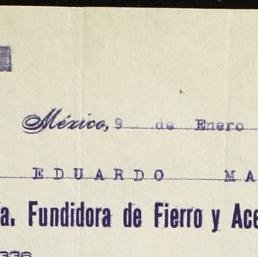 México, 9 de Enero
EDUARDO MA
a. Fundidora de Fierro y Ace